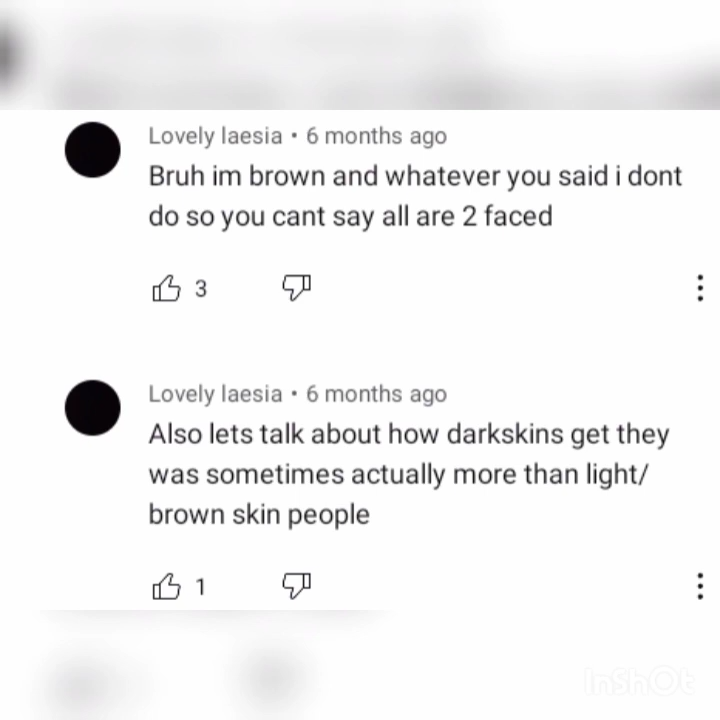 Lovely laesia • 6 months ago
Bruh im brown and whatever you said i dont
do so you cant say all are 2 faced
3
Lovely laesia • 6 months ago
Also lets talk about how darkskins get they
was sometimes actually more than light/
brown skin people
1
InShOt